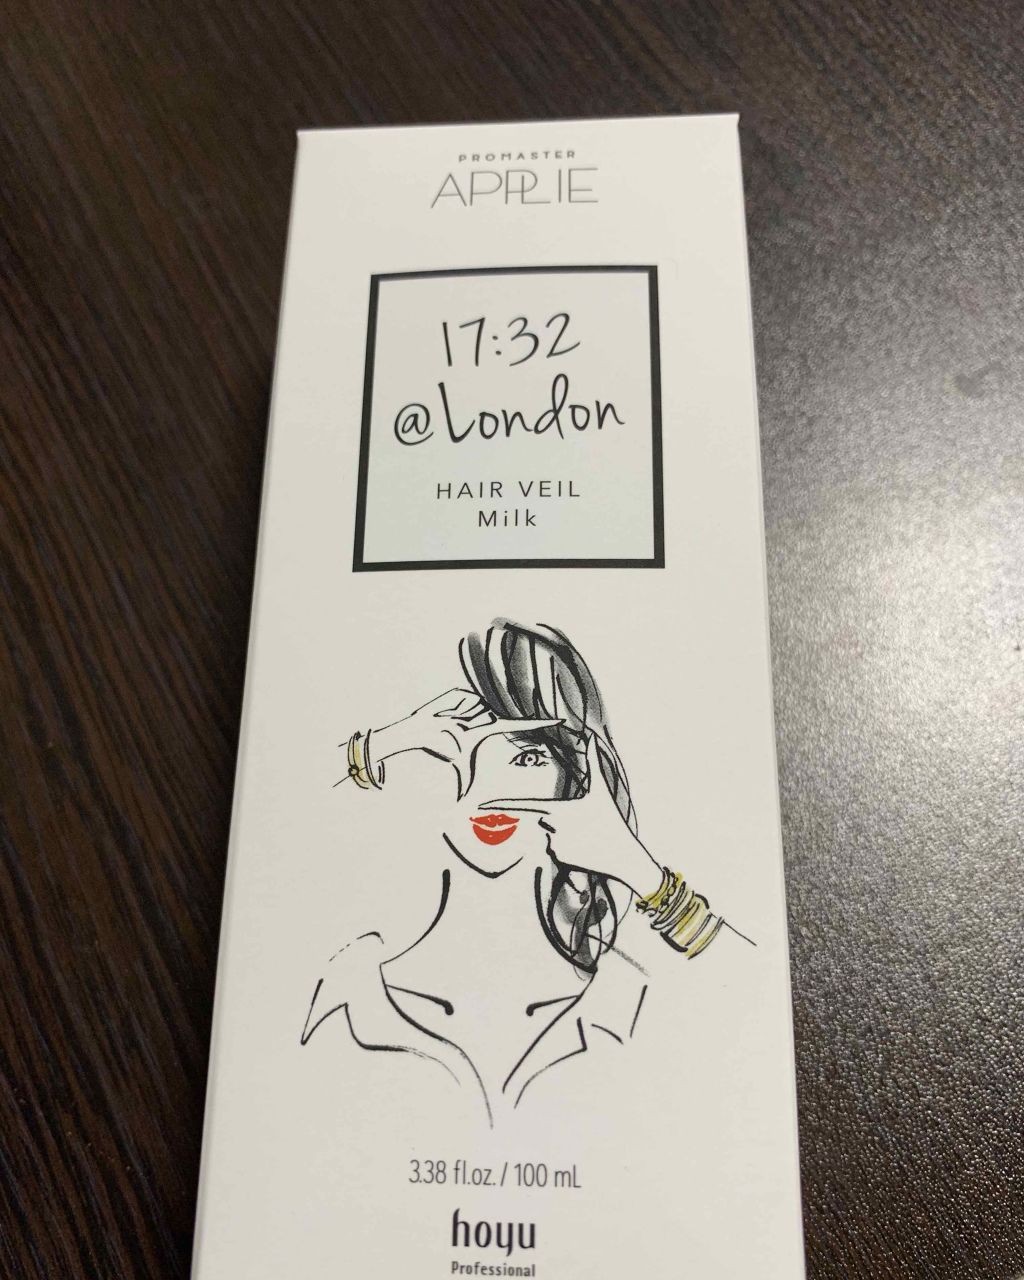 PROMASTER
APPLIE
17:32
@London
HAIR VEIL
Milk
3.38 fl.oz. / 100 mL
hoyu
Professional